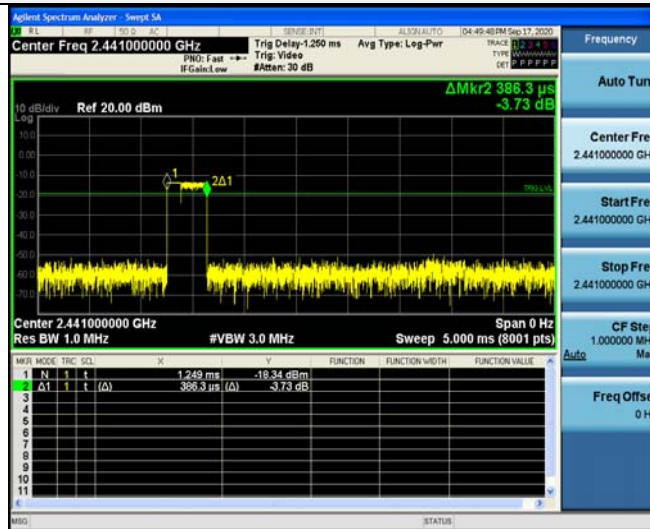 Agilent Spectrum Analyzer - Swept SA
RL RF 50 Ω AC SENSE:INT ALIGN AUTO 04:49:48 PM Sep 17, 2020
Center Freq 2.441000000 GHz
Trig Delay-1.250 ms Avg Type: Log-Pwr TRACE 1 2 3 4 5 6
PNO: Fast Trig: Video TYPE WWWWWW
IFGain:Low #Atten: 30 dB DET P P P P P P
ΔMkr2 386.3 µs
-3.73 dB
10 dB/div Ref 20.00 dBm
Log
10.0
0.00
-10.0
-20.0
-30.0
-40.0
-50.0
-60.0
-70.0
1
2Δ1
TRIG LVL
Center 2.441000000 GHz Span 0 Hz
Res BW 1.0 MHz #VBW 3.0 MHz Sweep 5.000 ms (8001 pts)
MKR MODE TRC SCL X Y FUNCTION FUNCTION WIDTH FUNCTION VALUE
1 N 1 t 1.249 ms -18.34 dBm
2 Δ1 1 t (Δ) 386.3 µs (Δ) -3.73 dB
3
4
5
6
7
8
9
10
11
MSG STATUS
Frequency
Auto Tun
Center Fre
2.441000000 GH
Start Fre
2.441000000 GH
Stop Fre
2.441000000 GH
CF Ste
1.000000 MH
Auto Ma
Freq Offse
0 H